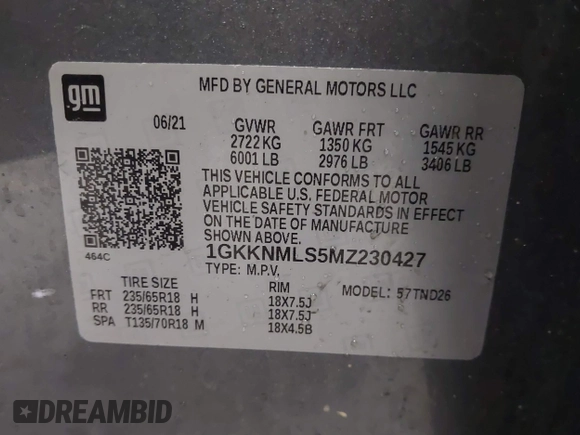 gm
MFD BY GENERAL MOTORS LLC
06/21
GVWR GAWR FRT GAWR RR
2722 KG 1350 KG 1545 KG
6001 LB 2976 LB 3406 LB
THIS VEHICLE CONFORMS TO ALL
APPLICABLE U.S. FEDERAL MOTOR
VEHICLE SAFETY STANDARDS IN EFFECT
ON THE DATE OF MANUFACTURE
SHOWN ABOVE.
464C
1GKKNMLS5MZ230427
TYPE: M.P.V.
TIRE SIZE RIM MODEL: 57TND26
FRT 235/65R18 H 18X7.5J
RR 235/65R18 H 18X7.5J
SPA T135/70R18 M 18X4.5B
DREAMBID